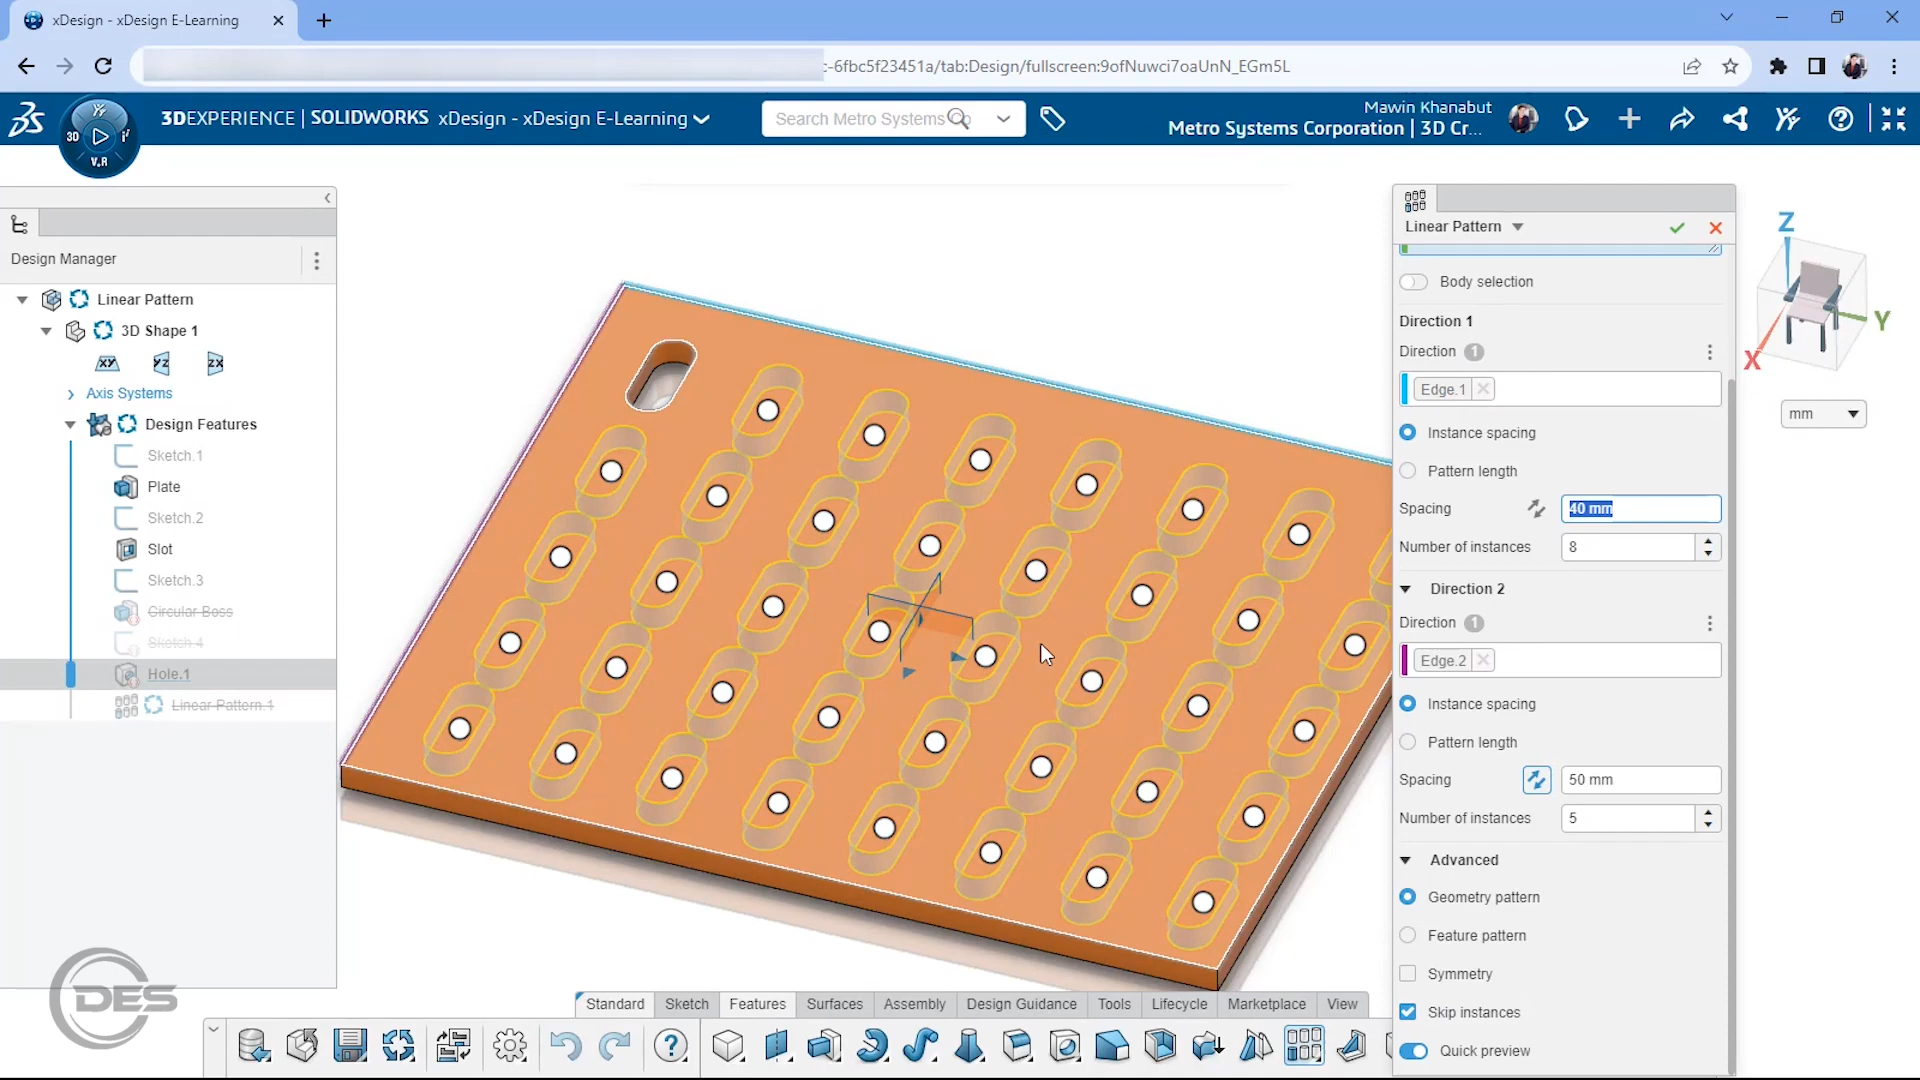 xDesign - xDesign E-Learning
:-6fbc5f23451a/tab:Design/fullscreen:9ofNuwci7oaUnN_EGm5L
3DEXPERIENCE | SOLIDWORKS xDesign - xDesign E-Learning
Search Metro Systems
Mawin Khanabut
Metro Systems Corporation | 3D Cr...
3D
V.R
Design Manager
Linear Pattern
3D Shape 1
XY
YZ
ZX
Axis Systems
Design Features
Sketch.1
Plate
Sketch.2
Slot
Sketch.3
Circular Boss
Sketch 4
Hole.1
Linear Pattern 1
Linear Pattern
Body selection
Direction 1
Direction 1
Edge.1
Instance spacing
Pattern length
Spacing 40 mm
Number of instances 8
Direction 2
Direction 1
Edge.2
Instance spacing
Pattern length
Spacing 50 mm
Number of instances 5
Advanced
Geometry pattern
Feature pattern
Symmetry
Skip instances
Quick preview
Z
Y
X
mm
DES
Standard Sketch Features Surfaces Assembly Design Guidance Tools Lifecycle Marketplace View